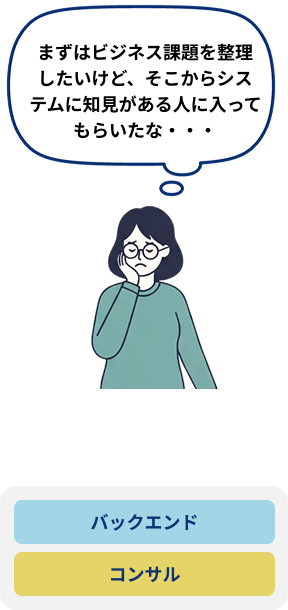 まずはビジネス課題を整理
したいけど、そこからシス
テムに知見がある人に入って
もらいたな・・・
バックエンド
コンサル